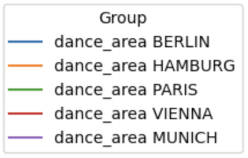 Group
dance_area BERLIN
dance_area HAMBURG
dance_area PARIS
dance_area VIENNA
dance_area MUNICH